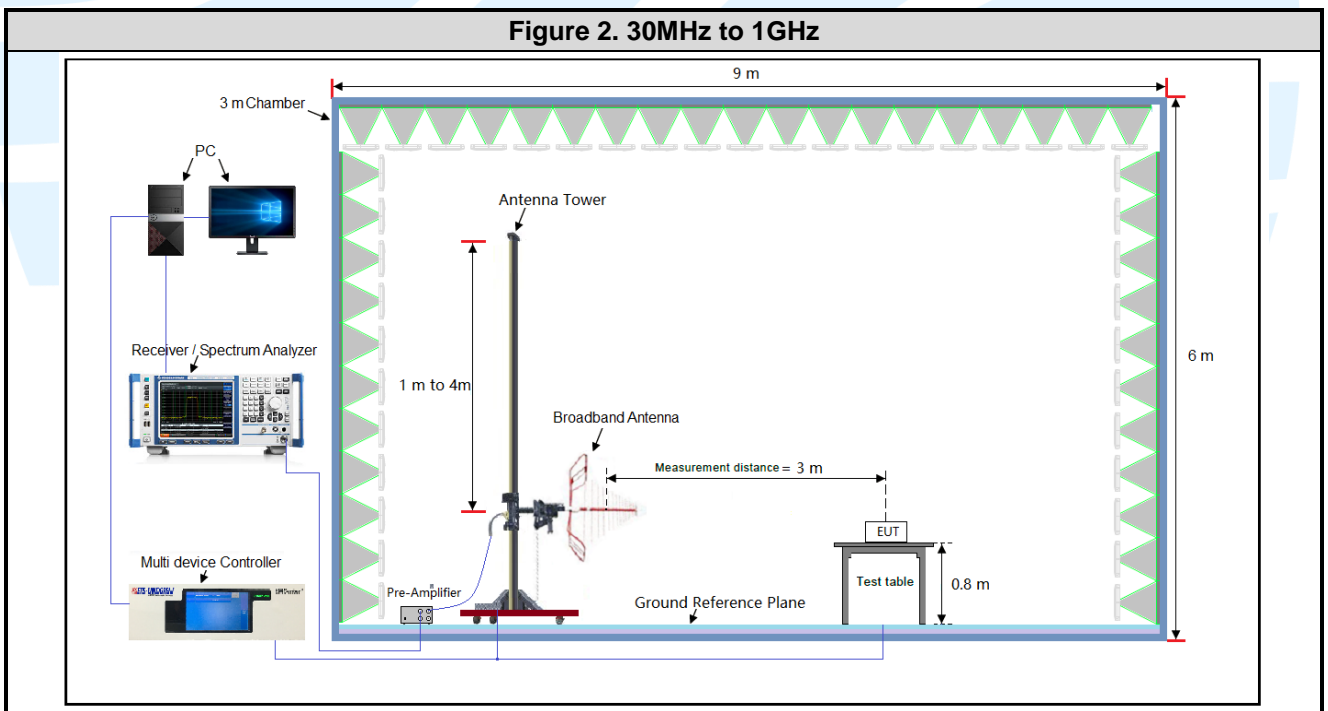 Figure 2. 30MHz to 1GHz
9 m
3 m Chamber
PC
Antenna Tower
Receiver / Spectrum Analyzer
1 m to 4m
6 m
Broadband Antenna
Measurement distance = 3 m
EUT
Multi device Controller
Pre-Amplifier
Test table
0.8 m
Ground Reference Plane